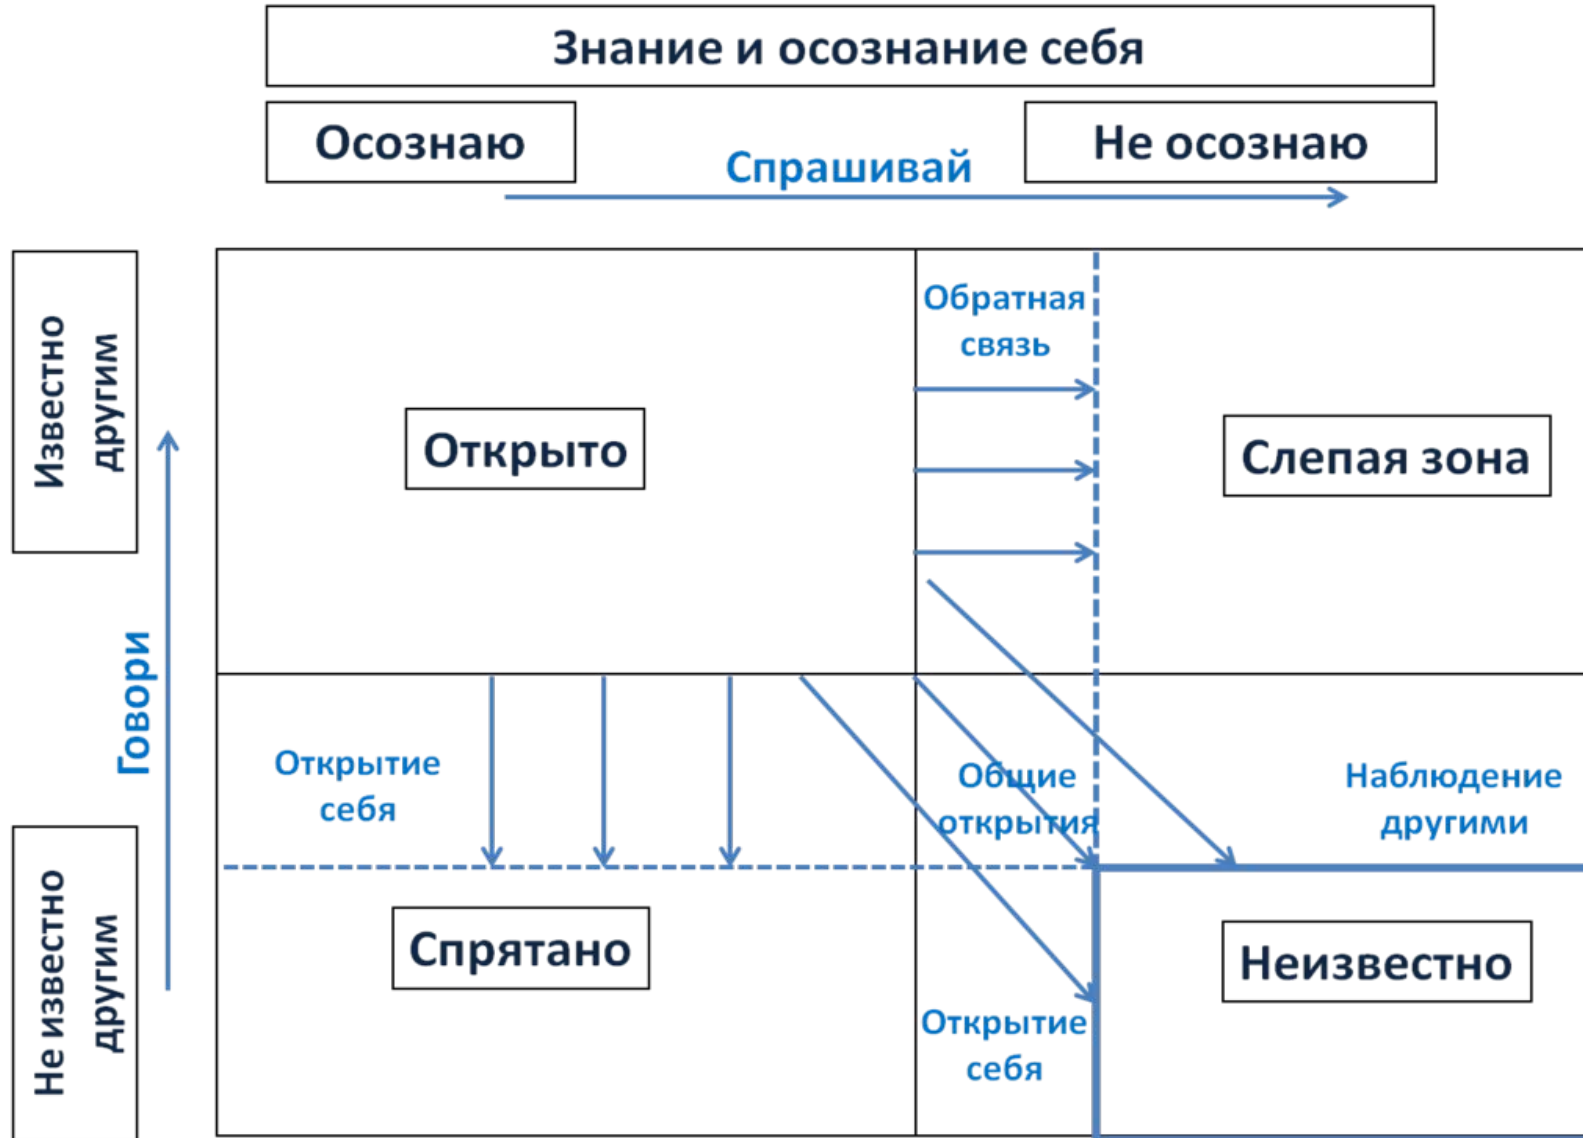 Знание и осознание себя
Осознаю
Спрашивай
Не осознаю
Известно
другим
Говори
Не известно
другим
Обратная
связь
Открыто
Слепая зона
Открытие
себя
Общие
открытия
Наблюдение
другими
Спрятано
Неизвестно
Открытие
себя